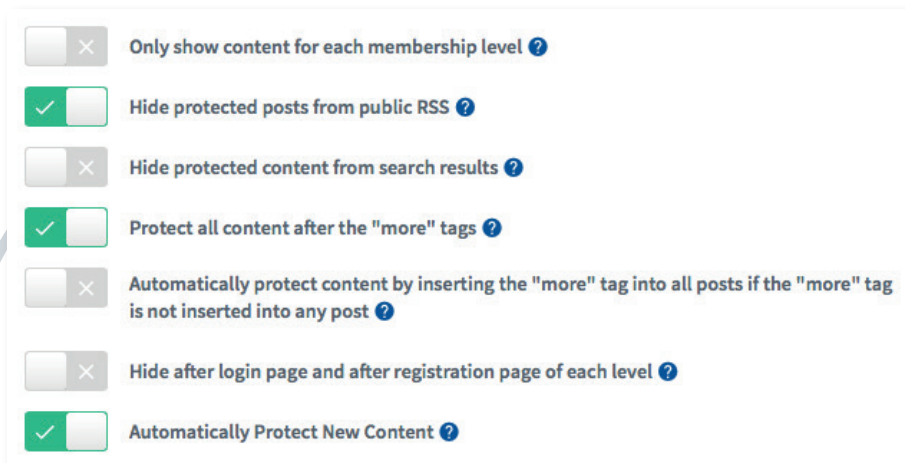 Only show content for each membership level ?
Hide protected posts from public RSS ?
Hide protected content from search results ?
Protect all content after the "more" tags ?
Automatically protect content by inserting the "more" tag into all posts if the "more" tag
is not inserted into any post ?
Hide after login page and after registration page of each level ?
Automatically Protect New Content ?